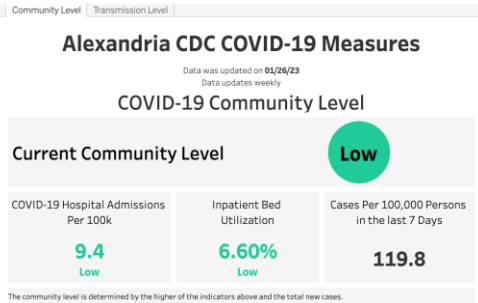 Community Level
Transmission Level
Alexandria CDC COVID-19 Measures
Data was updated on 01/26/23
Data updates weekly
COVID-19 Community Level
Current Community Level
Low
COVID-19 Hospital Admissions
Per 100k
9.4
Low
Inpatient Bed
Utilization
6.60%
Low
Cases Per 100,000 Persons
in the last 7 Days
119.8
The community level is determined by the higher of the indicators above and the total new cases.